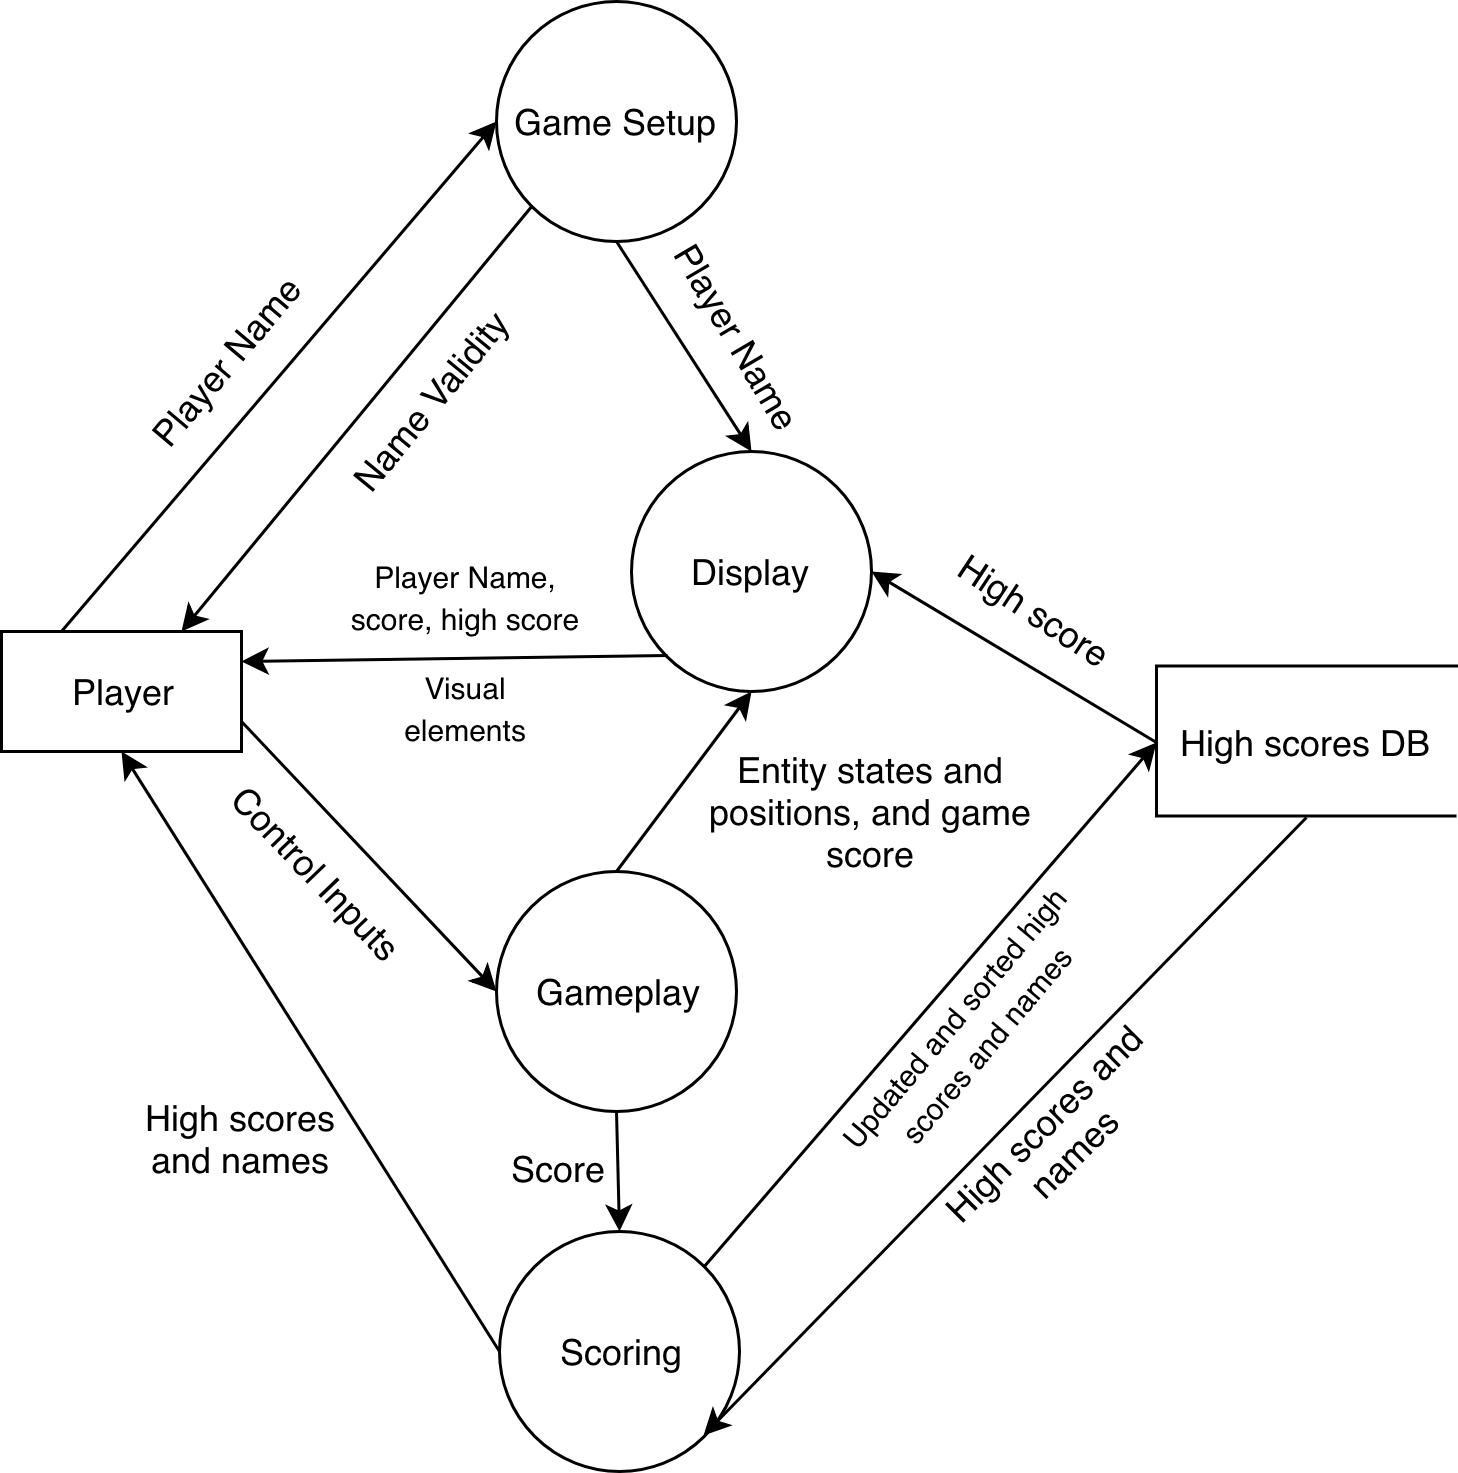 Game Setup
Player Name
Player Name
Name Validity
Player Name,
score, high score
Display
High score
Player
Visual
elements
High scores DB
Entity states and
positions, and game
score
Control Inputs
Gameplay
Updated and sorted high
scores and names
High scores and
names
High scores
and names
Score
Scoring